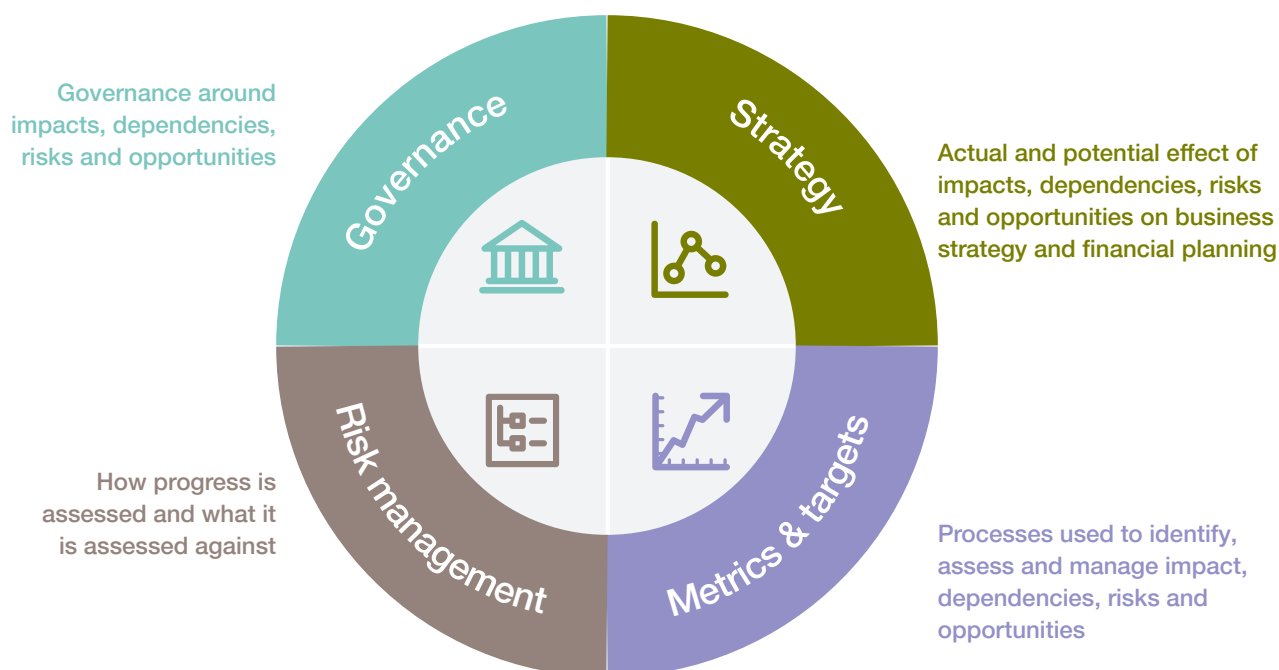 Governance around
impacts, dependencies,
risks and opportunities
Governance
Strategy
Actual and potential effect of
impacts, dependencies, risks
and opportunities on business
strategy and financial planning
How progress is
assessed and what it
is assessed against
Risk management
Metrics & targets
Processes used to identify,
assess and manage impact,
dependencies, risks and
opportunities